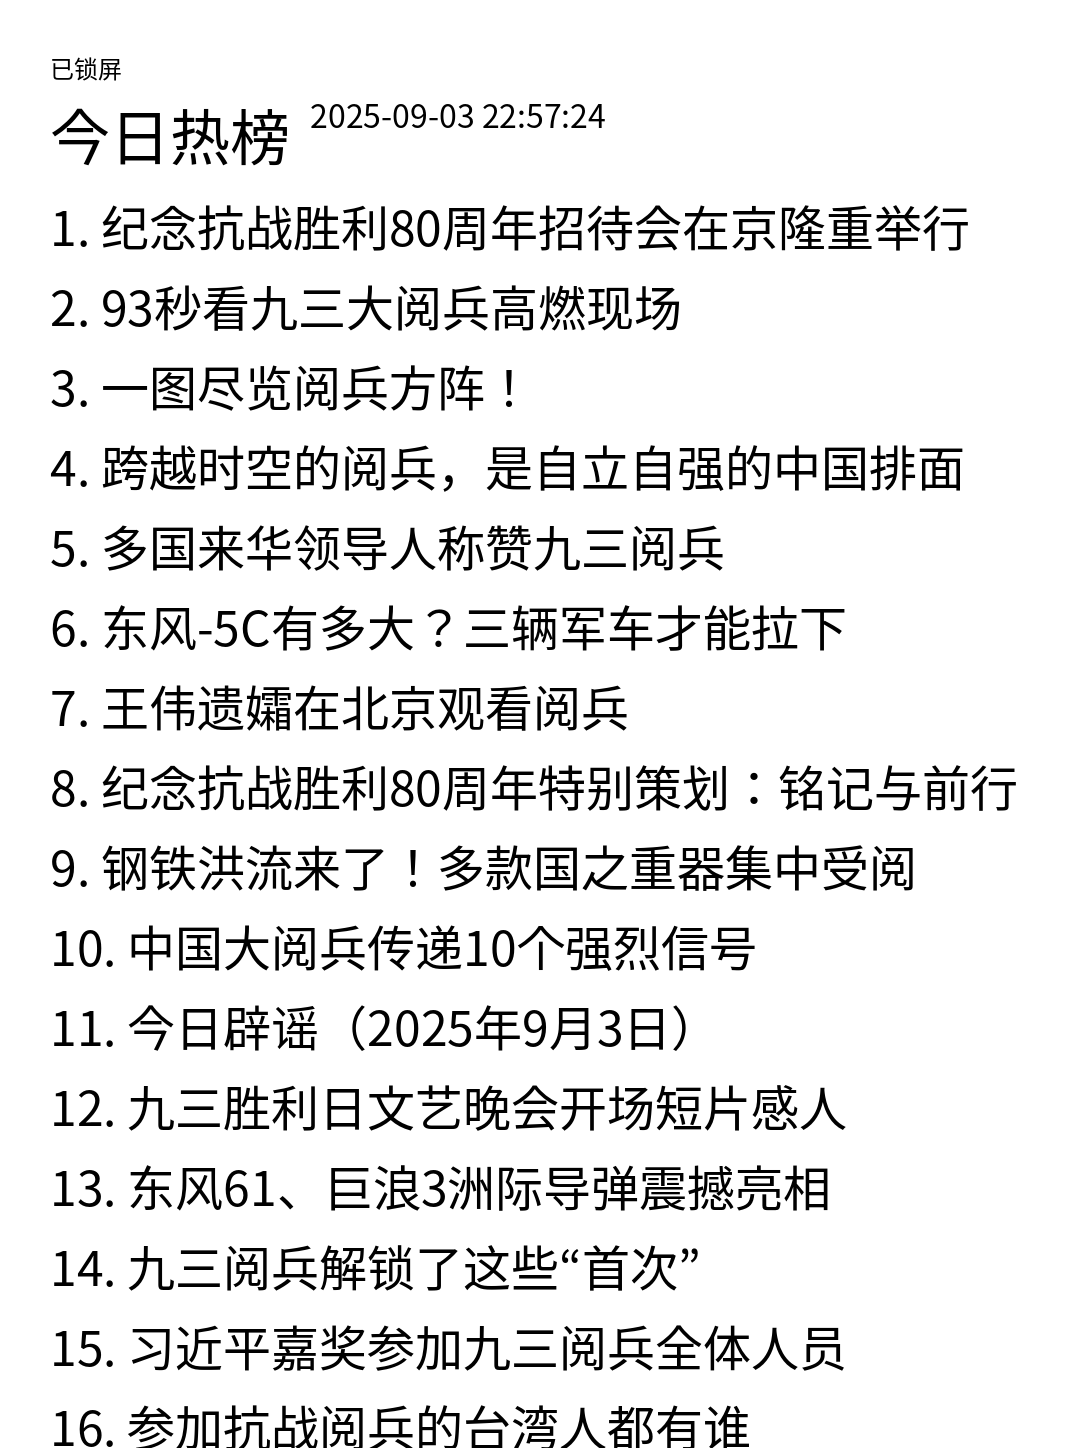 已锁屏
今日热榜 2025-09-03 22:57:24
1. 纪念抗战胜利80周年招待会在京隆重举行
2. 93秒看九三大阅兵高燃现场
3. 一图尽览阅兵方阵！
4. 跨越时空的阅兵，是自立自强的中国排面
5. 多国来华领导人称赞九三阅兵
6. 东风-5C有多大？三辆军车才能拉下
7. 王伟遗孀在北京观看阅兵
8. 纪念抗战胜利80周年特别策划：铭记与前行
9. 钢铁洪流来了！多款国之重器集中受阅
10. 中国大阅兵传递10个强烈信号
11. 今日辟谣（2025年9月3日）
12. 九三胜利日文艺晚会开场短片感人
13. 东风61、巨浪3洲际导弹震撼亮相
14. 九三阅兵解锁了这些“首次”
15. 习近平嘉奖参加九三阅兵全体人员
16. 参加抗战阅兵的台湾人都有谁